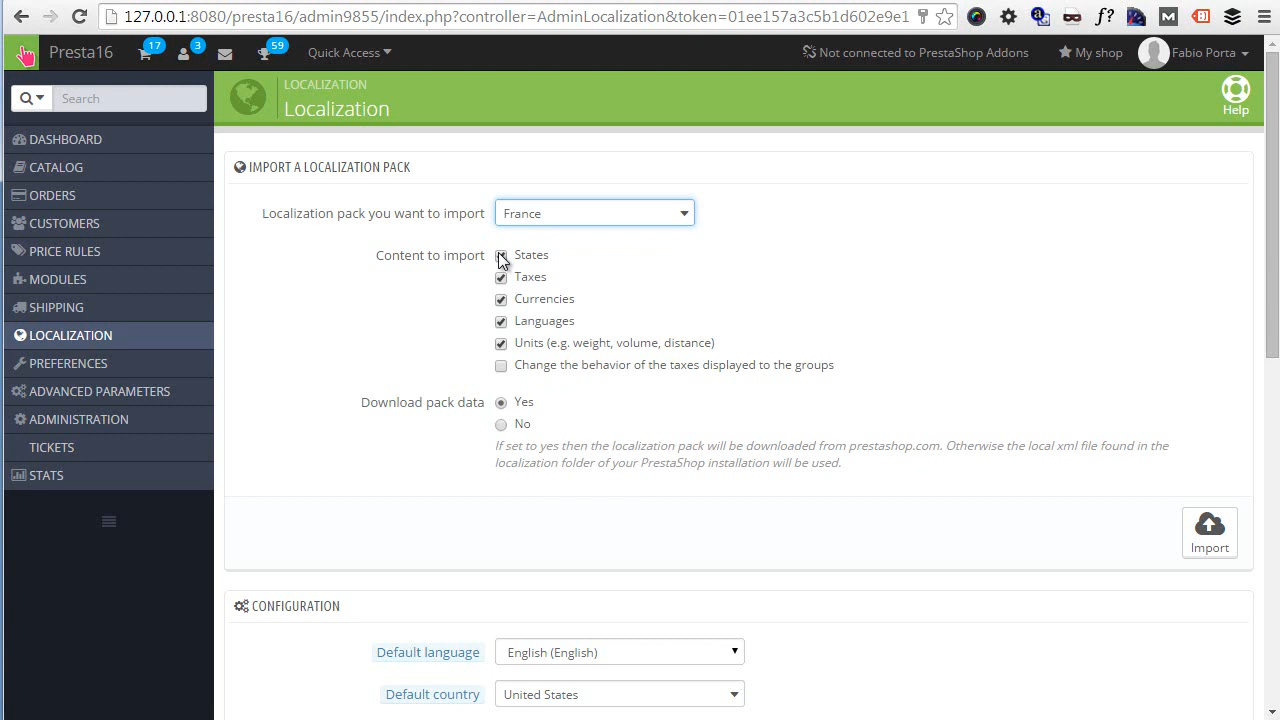 127.0.0.1:8080/presta16/admin9855/index.php?controller=AdminLocalization&token=01ae157a3c5b1d602e9e1
Presta16
17
3
59
Quick Access
Not connected to PrestaShop Addons
My shop
Fabio Porta
Search
DASHBOARD
CATALOG
ORDERS
CUSTOMERS
PRICE RULES
MODULES
SHIPPING
LOCALIZATION
PREFERENCES
ADVANCED PARAMETERS
ADMINISTRATION
TICKETS
STATS
LOCALIZATION
Localization
Help
IMPORT A LOCALIZATION PACK
Localization pack you want to import France
Content to import States
Taxes
Currencies
Languages
Units (e.g. weight, volume, distance)
Change the behavior of the taxes displayed to the groups
Download pack data Yes
No
If set to yes then the localization pack will be downloaded from prestashop.com. Otherwise the local xml file found in the
localization folder of your PrestaShop installation will be used.
Import
CONFIGURATION
Default language English (English)
Default country United States